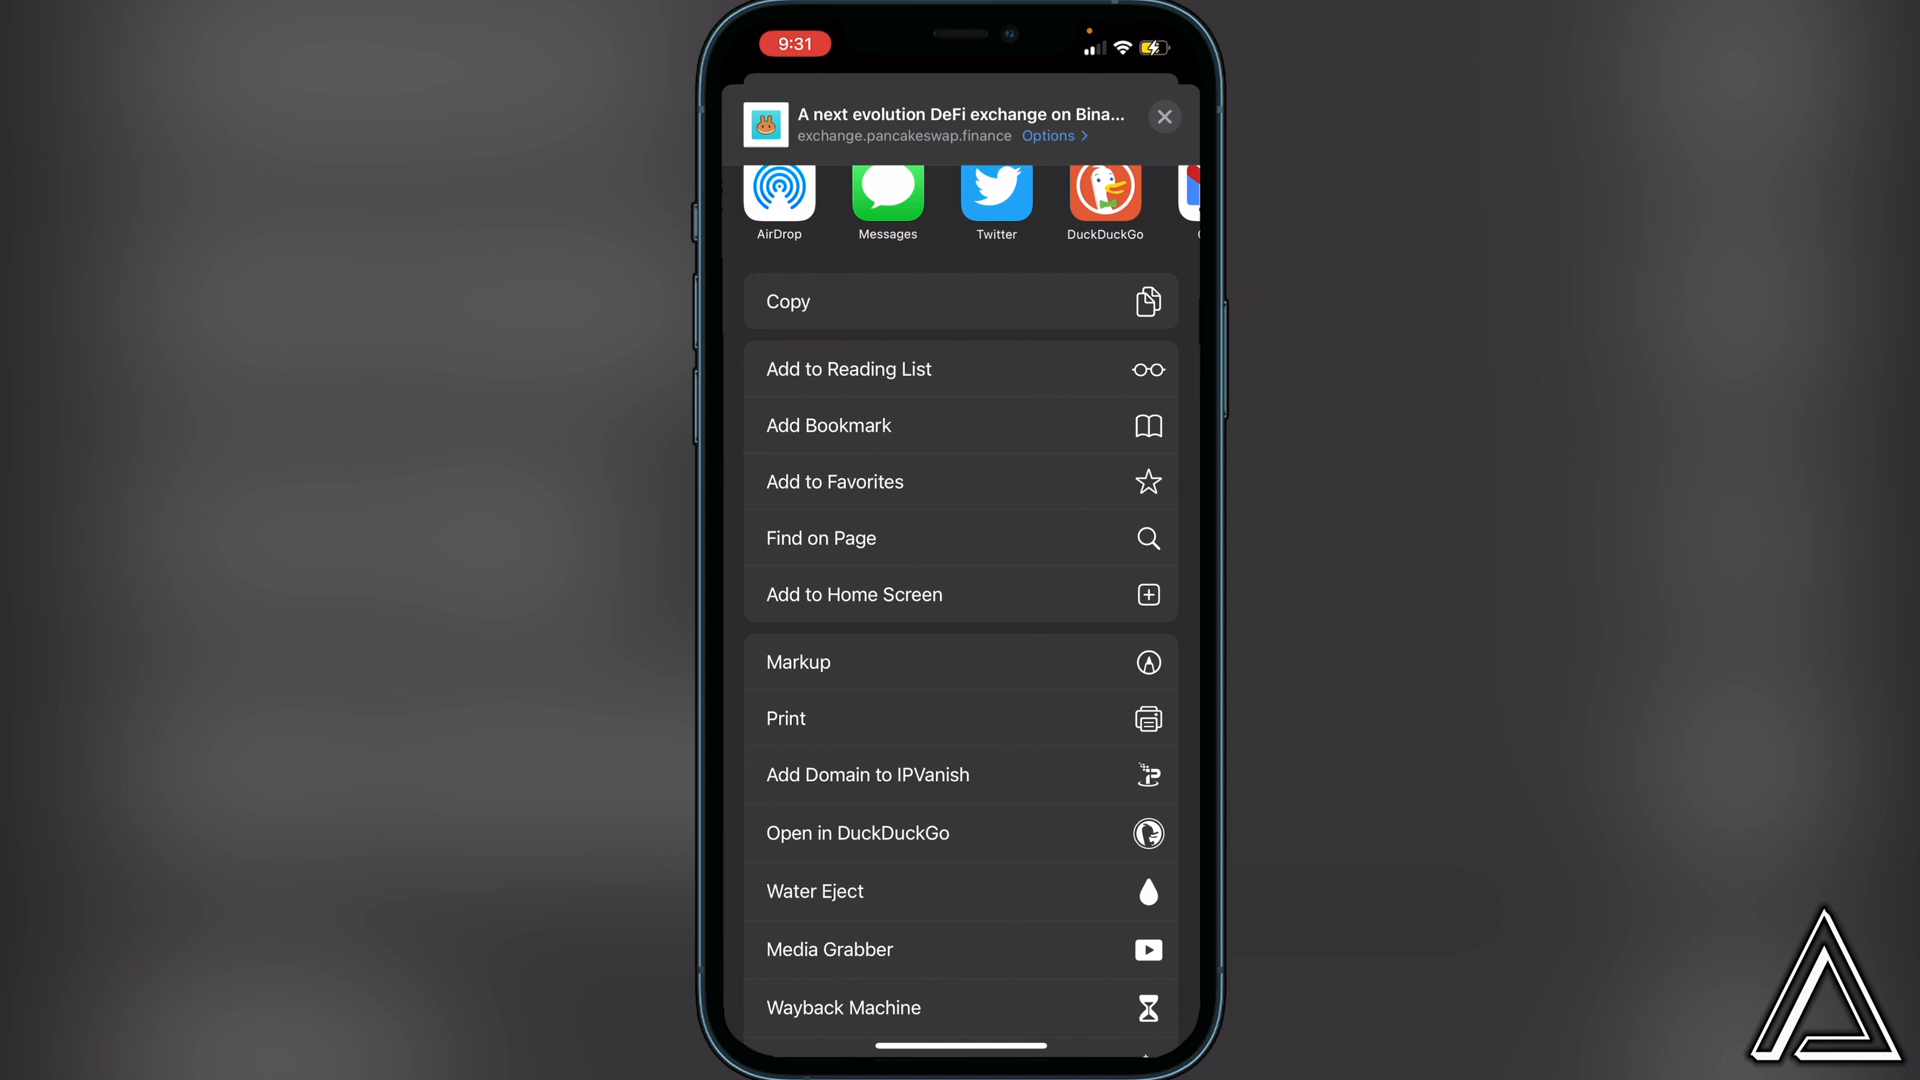 9:31
A next evolution DeFi exchange on Bina...
exchange.pancakeswap.finance Options >
AirDrop Messages Twitter DuckDuckGo
Copy
Add to Reading List
Add Bookmark
Add to Favorites
Find on Page
Add to Home Screen
Markup
Print
Add Domain to IPVanish
Open in DuckDuckGo
Water Eject
Media Grabber
Wayback Machine